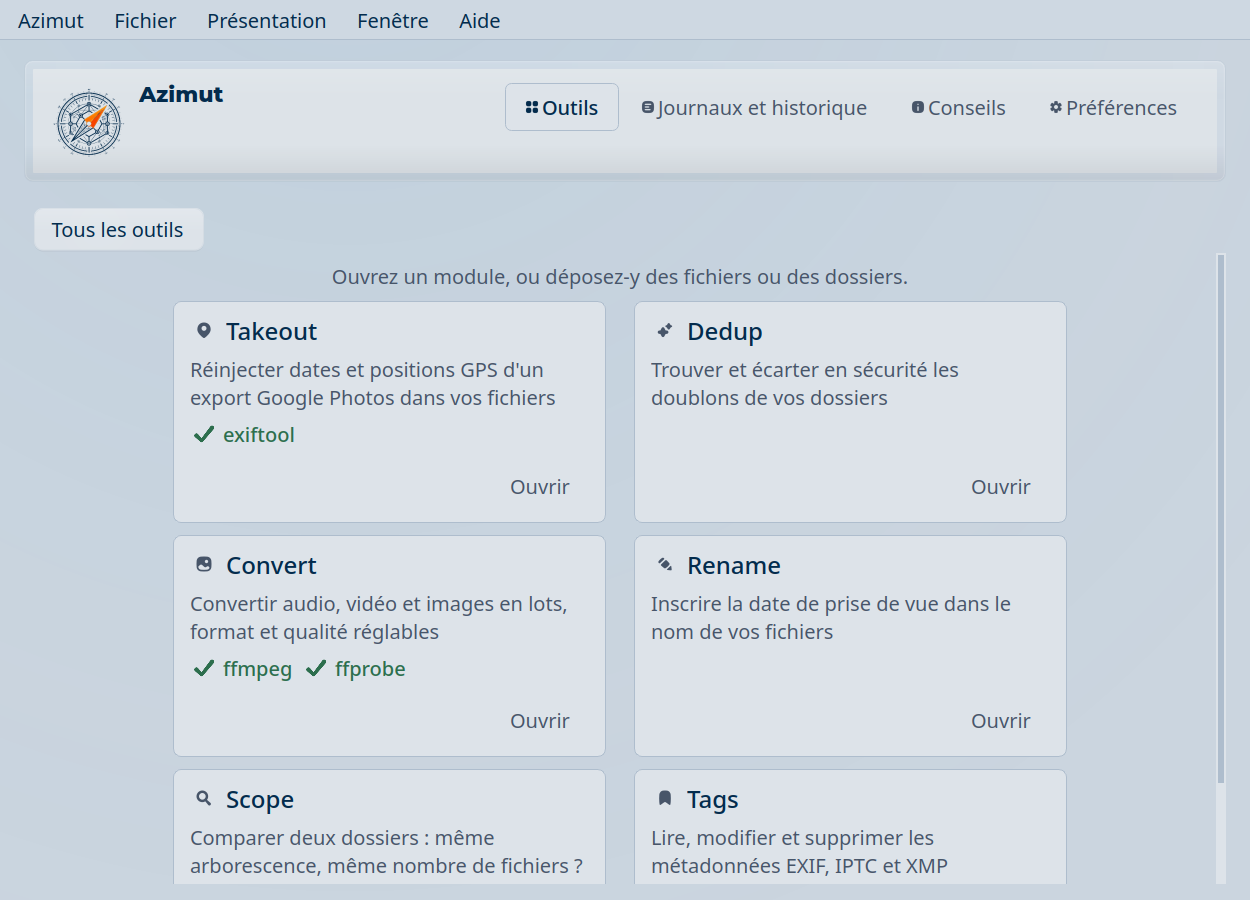 Azimut Fichier Présentation Fenêtre Aide
Azimut
Outils Journaux et historique Conseils Préférences
Tous les outils
Ouvrez un module, ou déposez-y des fichiers ou des dossiers.
Takeout
Réinjecter dates et positions GPS d'un
export Google Photos dans vos fichiers
exiftool
Ouvrir
Dedup
Trouver et écarter en sécurité les
doublons de vos dossiers
Ouvrir
Convert
Convertir audio, vidéo et images en lots,
format et qualité réglables
ffmpeg ffprobe
Ouvrir
Rename
Inscrire la date de prise de vue dans le
nom de vos fichiers
Ouvrir
Scope
Comparer deux dossiers : même
arborescence, même nombre de fichiers ?
Tags
Lire, modifier et supprimer les
métadonnées EXIF, IPTC et XMP